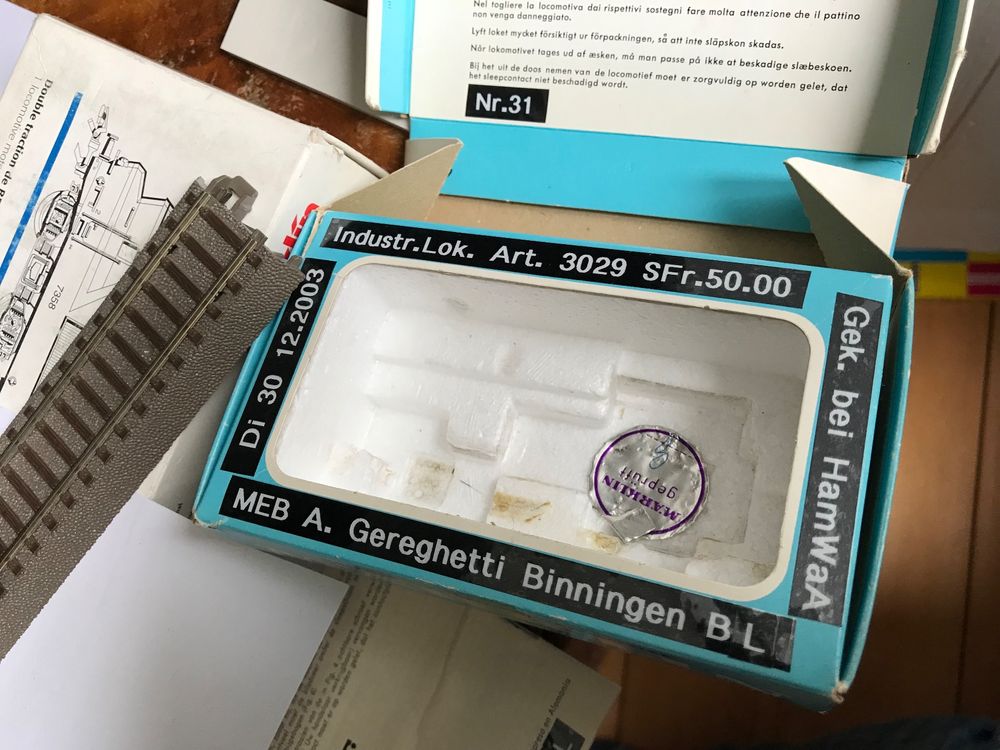 Nel togliere la locomotiva dai rispettivi sostegni fare molta attenzione che il pattino
non venga danneggiato.
Lyft loket mycket försiktigt ur förpackningen, så att inte släpskon skadas.
Når lokomotivet tages ud af æsken, må man passe på ikke at beskadige slæbeskoen.
Bij het uit de doos nemen van de locomotief moet er zorgvuldig op worden gelet, dat
het sleepcontact niet beschadigd wordt.
Nr.31
Double traction de
1 locomotive
7358
Industr.Lok. Art. 3029 SFr.50.00
Di 30 12.2003
Gek. bei HamWaA
MÄRKLIN
geprüft
MEB A. Gereghetti Binningen BL